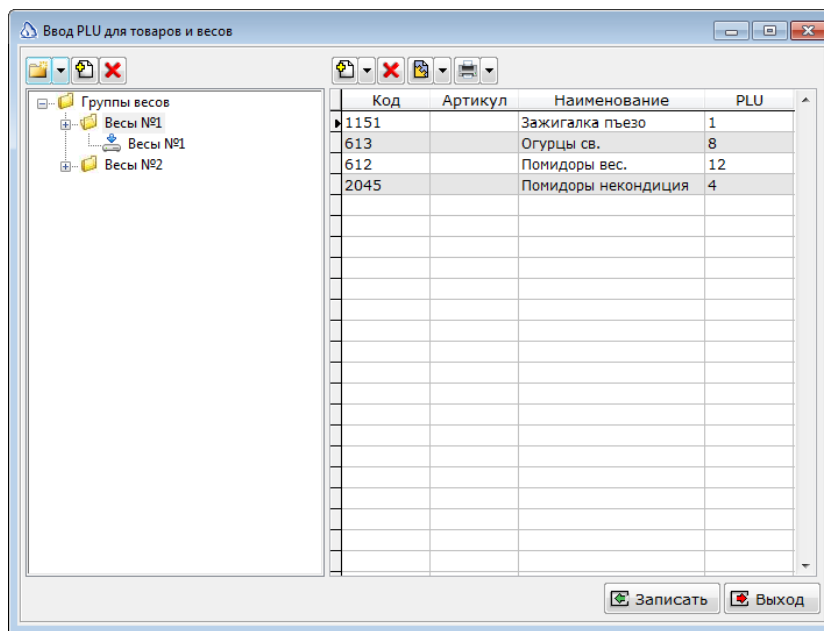 Ввод PLU для товаров и весов
Группы весов
Весы №1
Весы №1
Весы №2
Код Артикул Наименование PLU
1151 Зажигалка пъезо 1
613 Огурцы св. 8
612 Помидоры вес. 12
2045 Помидоры некондиция 4
Записать Выход